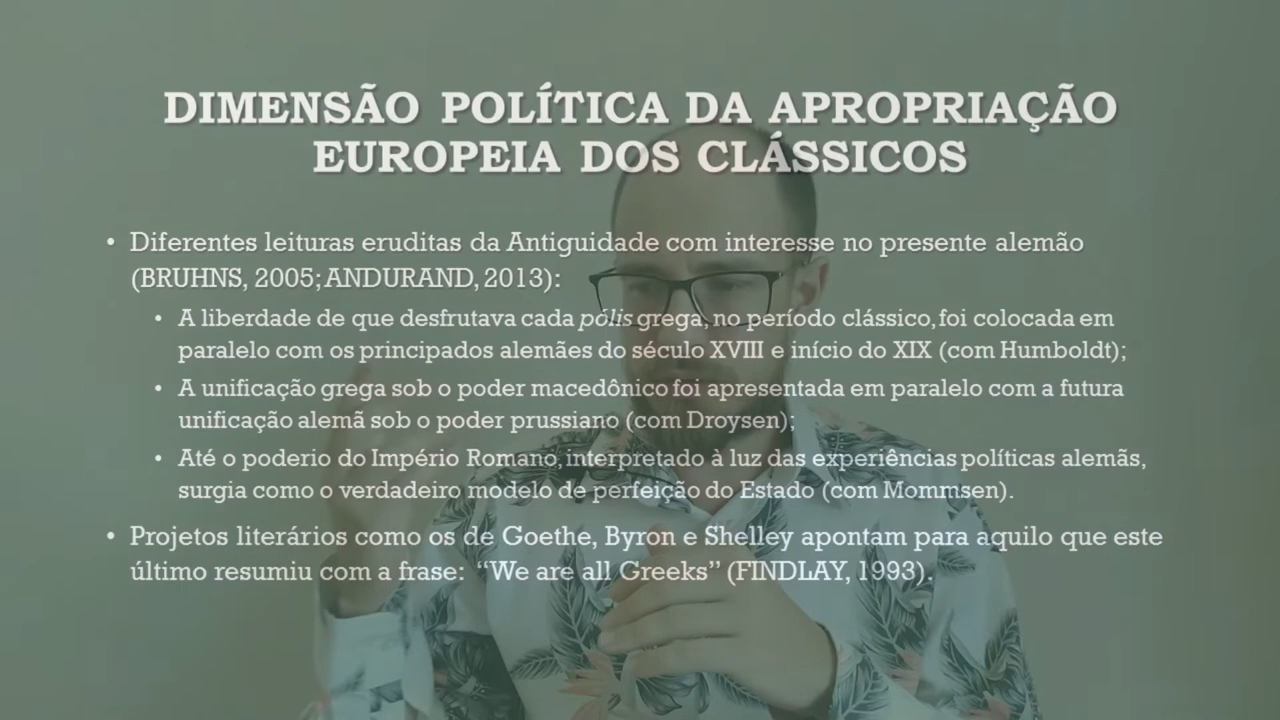 DIMENSÃO POLÍTICA DA APROPRIAÇÃO
EUROPEIA DOS CLÁSSICOS
• Diferentes leituras eruditas da Antiguidade com interesse no presente alemão
(BRUHNS, 2005; ANDURAND, 2013):
• A liberdade de que desfrutava cada pólis grega, no período clássico, foi colocada em
paralelo com os principados alemães do século XVIII e início do XIX (com Humboldt);
• A unificação grega sob o poder macedônico foi apresentada em paralelo com a futura
unificação alemã sob o poder prussiano (com Droysen);
• Até o poderio do Império Romano, interpretado à luz das experiências políticas alemãs,
surgia como o verdadeiro modelo de perfeição do Estado (com Mommsen).
• Projetos literários como os de Goethe, Byron e Shelley apontam para aquilo que este
último resumiu com a frase: “We are all Greeks” (FINDLAY, 1993).